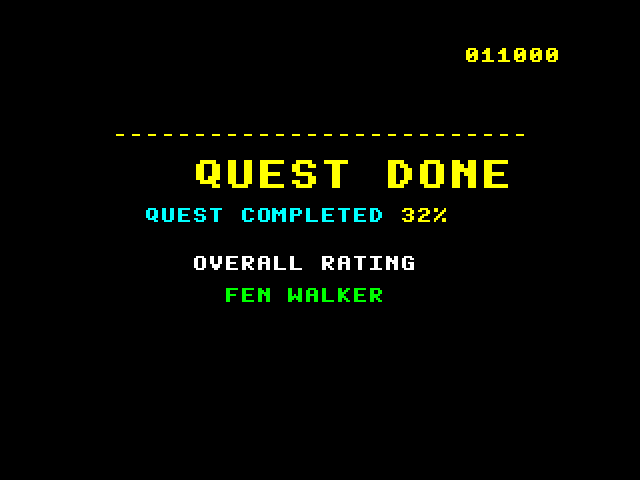 011000
--------------------------
QUEST DONE
QUEST COMPLETED 32%
OVERALL RATING
FEN WALKER